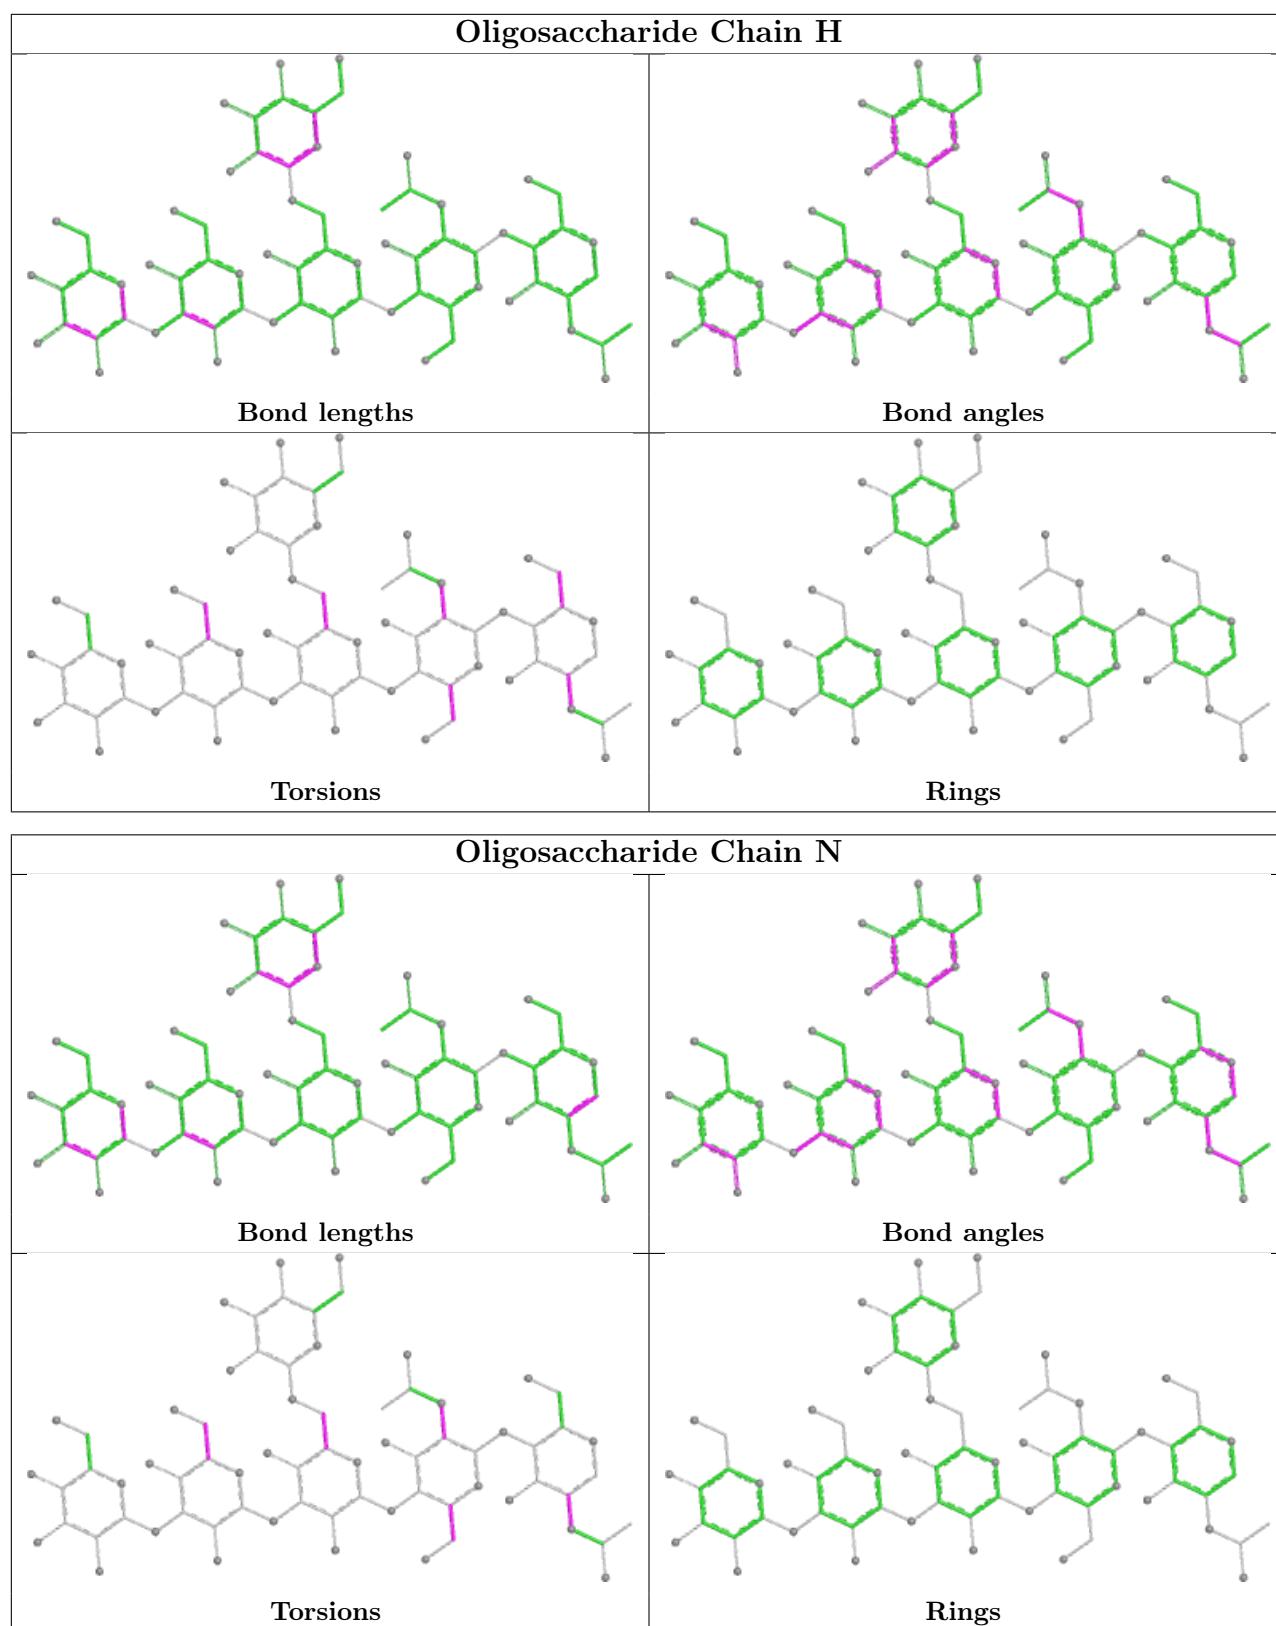 Oligosaccharide Chain H
Bond lengths
Bond angles
Torsions
Rings
Oligosaccharide Chain N
Bond lengths
Bond angles
Torsions
Rings